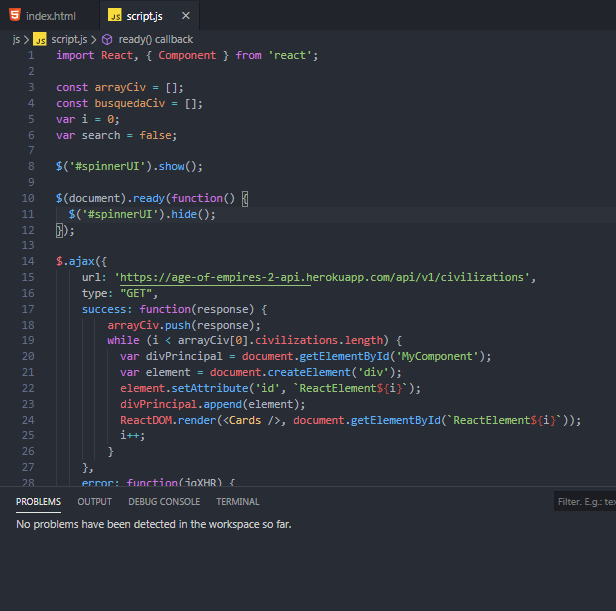 index.html
JS script.js ×
js > JS script.js > ready() callback
1 import React, { Component } from 'react';
2
3 const arrayCiv = [];
4 const busquedaCiv = [];
5 var i = 0;
6 var search = false;
7
8 $('#spinnerUI').show();
9
10 $(document).ready(function() {
11 $('#spinnerUI').hide();
12 });
13
14 $.ajax({
15 url: 'https://age-of-empires-2-api.herokuapp.com/api/v1/civilizations',
16 type: "GET",
17 success: function(response) {
18 arrayCiv.push(response);
19 while (i < arrayCiv[0].civilizations.length) {
20 var divPrincipal = document.getElementById('MyComponent');
21 var element = document.createElement('div');
22 element.setAttribute('id', `ReactElement${i}`);
23 divPrincipal.append(element);
24 ReactDOM.render(<Cards />, document.getElementById(`ReactElement${i}`));
25 i++;
26 }
27 },
28 error: function(jqXHR) {
PROBLEMS OUTPUT DEBUG CONSOLE TERMINAL Filter. E.g.: tex
No problems have been detected in the workspace so far.